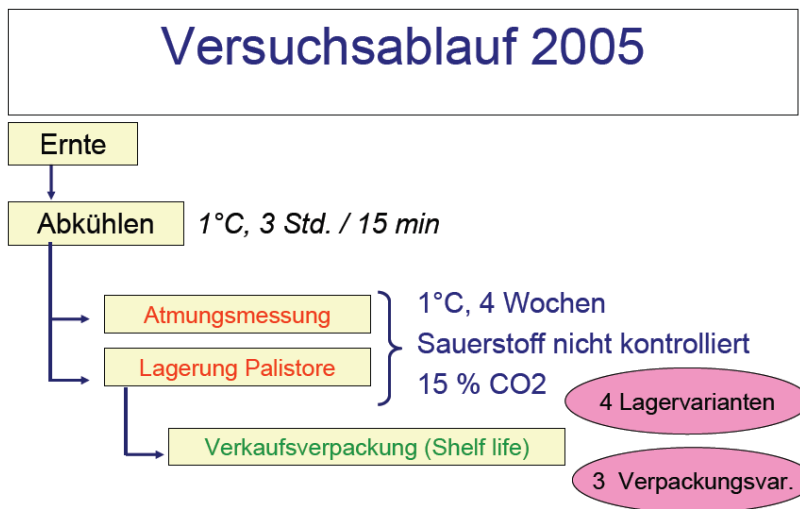 Versuchsablauf 2005
Ernte
Abkühlen
1°C, 3 Std. / 15 min
Atmungsmessung
Lagerung Palistore
1°C, 4 Wochen
Sauerstoff nicht kontrolliert
15 % CO2
4 Lagervarianten
Verkaufsverpackung (Shelf life)
3 Verpackungsvar.